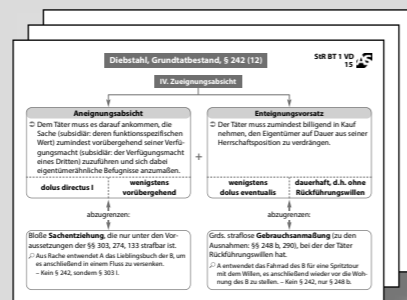 Diebstahl, Grundtatbestand, § 242 (12)
StR BT 1 VD
15
AS
IV. Zueignungsabsicht
Aneignungsabsicht
Dem Täter muss es darauf ankommen, die
Sache (subsidiär: deren funktionsspezifischen
Wert) zumindest vorübergehend seiner Verfü-
gungsmacht (subsidiär: der Verfügungsmacht
eines Dritten) zuzuführen und sich dabei
eigentümerähnliche Befugnisse anzumaßen.
dolus directus I
wenigstens
vorübergehend
+
Enteignungsvorsatz
Der Täter muss zumindest billigend in Kauf
nehmen, den Eigentümer auf Dauer aus seiner
Herrschaftsposition zu verdrängen.
wenigstens
dolus eventualis
dauerhaft, d.h. ohne
Rückführungswillen
abzugrenzen:
Bloße Sachentziehung, die nur unter den Vor-
aussetzungen der §§ 303, 274, 133 strafbar ist.
Aus Rache entwendet A das Lieblingsbuch der B, um
es anschließend in einem Fluss zu versenken.
– Kein § 242, sondern § 303 I.
abzugrenzen:
Grds. straflose Gebrauchsanmaßung (zu den
Ausnahmen: §§ 248 b, 290), bei der der Täter
Rückführungswillen hat.
A entwendet das Fahrrad des B für eine Spritztour
mit dem Willen, es anschließend wieder vor die Woh-
nung des B zu stellen. – Kein § 242, nur § 248 b.